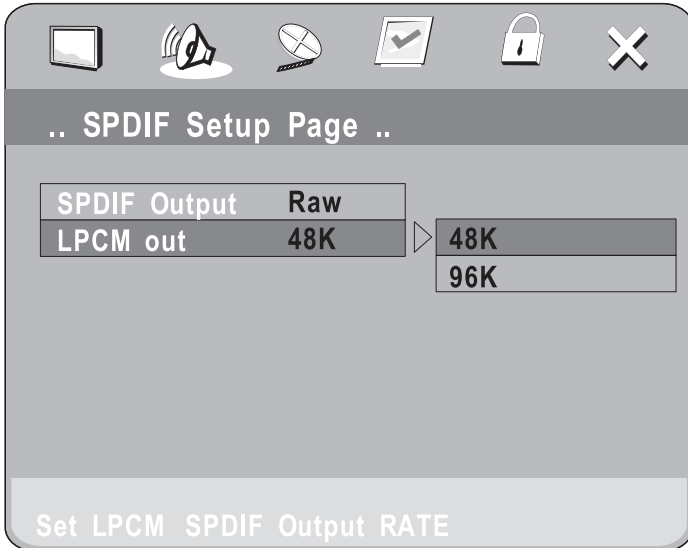 .. SPDIF Setup Page ..
SPDIF Output Raw
LPCM out 48K 48K
96K
Set LPCM SPDIF Output RATE